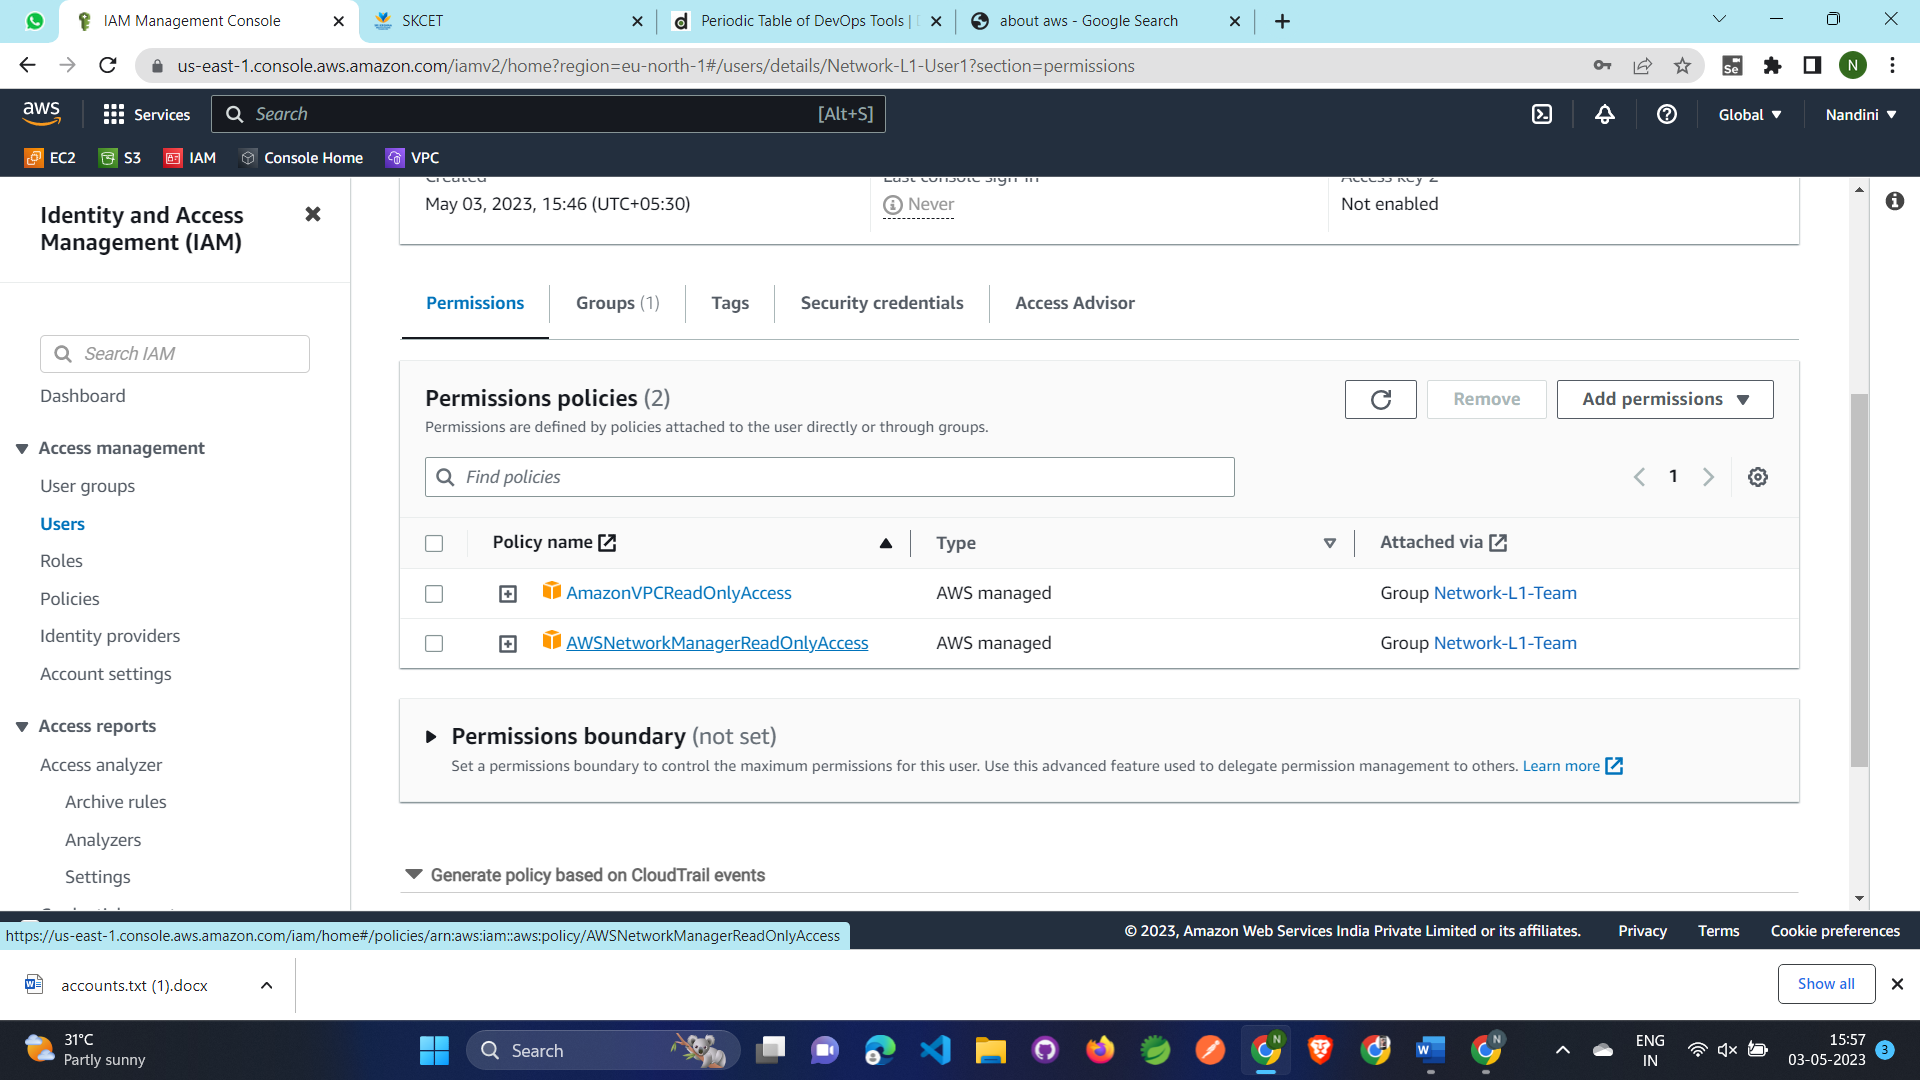 IAM Management Console
SKCET
Periodic Table of DevOps Tools |
about aws - Google Search
us-east-1.console.aws.amazon.com/iamv2/home?region=eu-north-1#/users/details/Network-L1-User1?section=permissions
Se
N
aws
Services
Search
[Alt+S]
Global
Nandini
EC2
S3
IAM
Console Home
VPC
Identity and Access
Management (IAM)
Search IAM
Dashboard
Access management
User groups
Users
Roles
Policies
Identity providers
Account settings
Access reports
Access analyzer
Archive rules
Analyzers
Settings
Created
Last console sign-in
Access key 2
May 03, 2023, 15:46 (UTC+05:30)
Never
Not enabled
Permissions
Groups (1)
Tags
Security credentials
Access Advisor
Permissions policies (2)
Permissions are defined by policies attached to the user directly or through groups.
Remove
Add permissions
Find policies
1
Policy name
Type
Attached via
AmazonVPCReadOnlyAccess
AWS managed
Group Network-L1-Team
AWSNetworkManagerReadOnlyAccess
AWS managed
Group Network-L1-Team
Permissions boundary (not set)
Set a permissions boundary to control the maximum permissions for this user. Use this advanced feature used to delegate permission management to others. Learn more
Generate policy based on CloudTrail events
https://us-east-1.console.aws.amazon.com/iam/home#/policies/arn:aws:iam::aws:policy/AWSNetworkManagerReadOnlyAccess
© 2023, Amazon Web Services India Private Limited or its affiliates.
Privacy
Terms
Cookie preferences
accounts.txt (1).docx
Show all
31°C
Partly sunny
Search
ENG
IN
15:57
03-05-2023
3